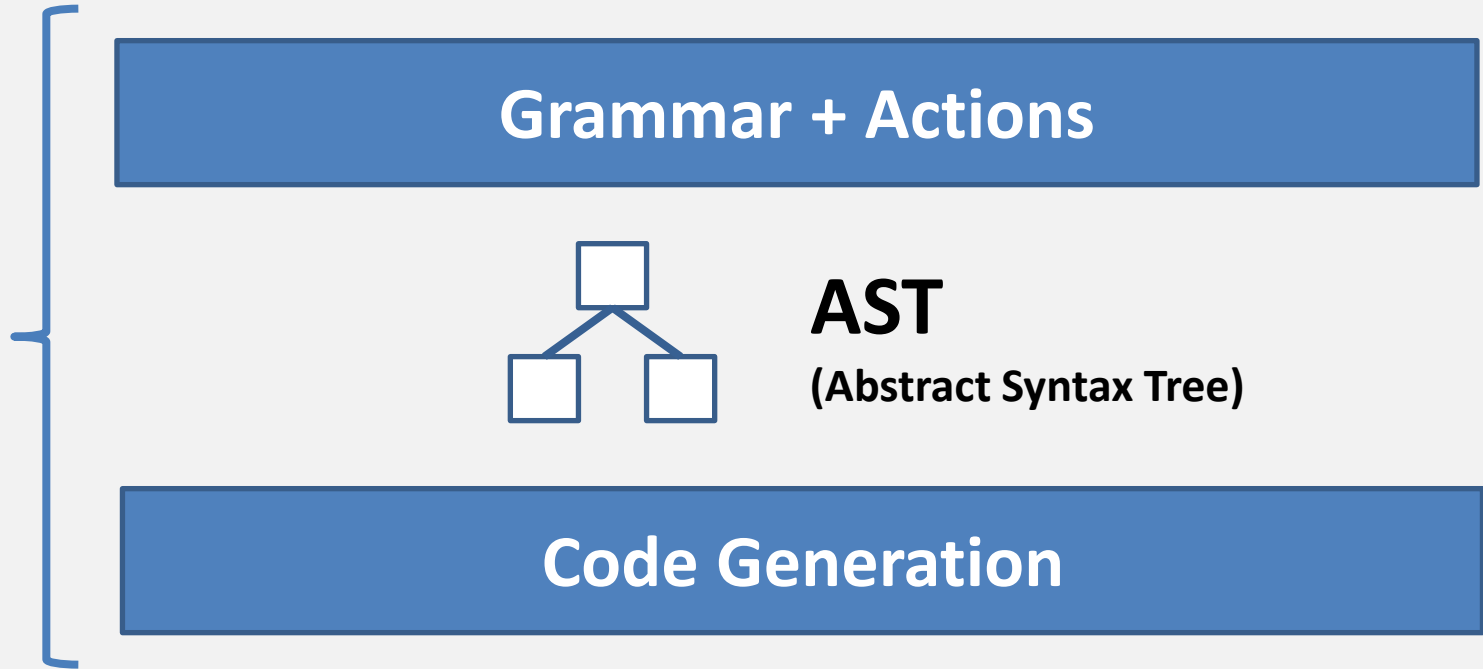 Grammar + Actions
AST
(Abstract Syntax Tree)
Code Generation